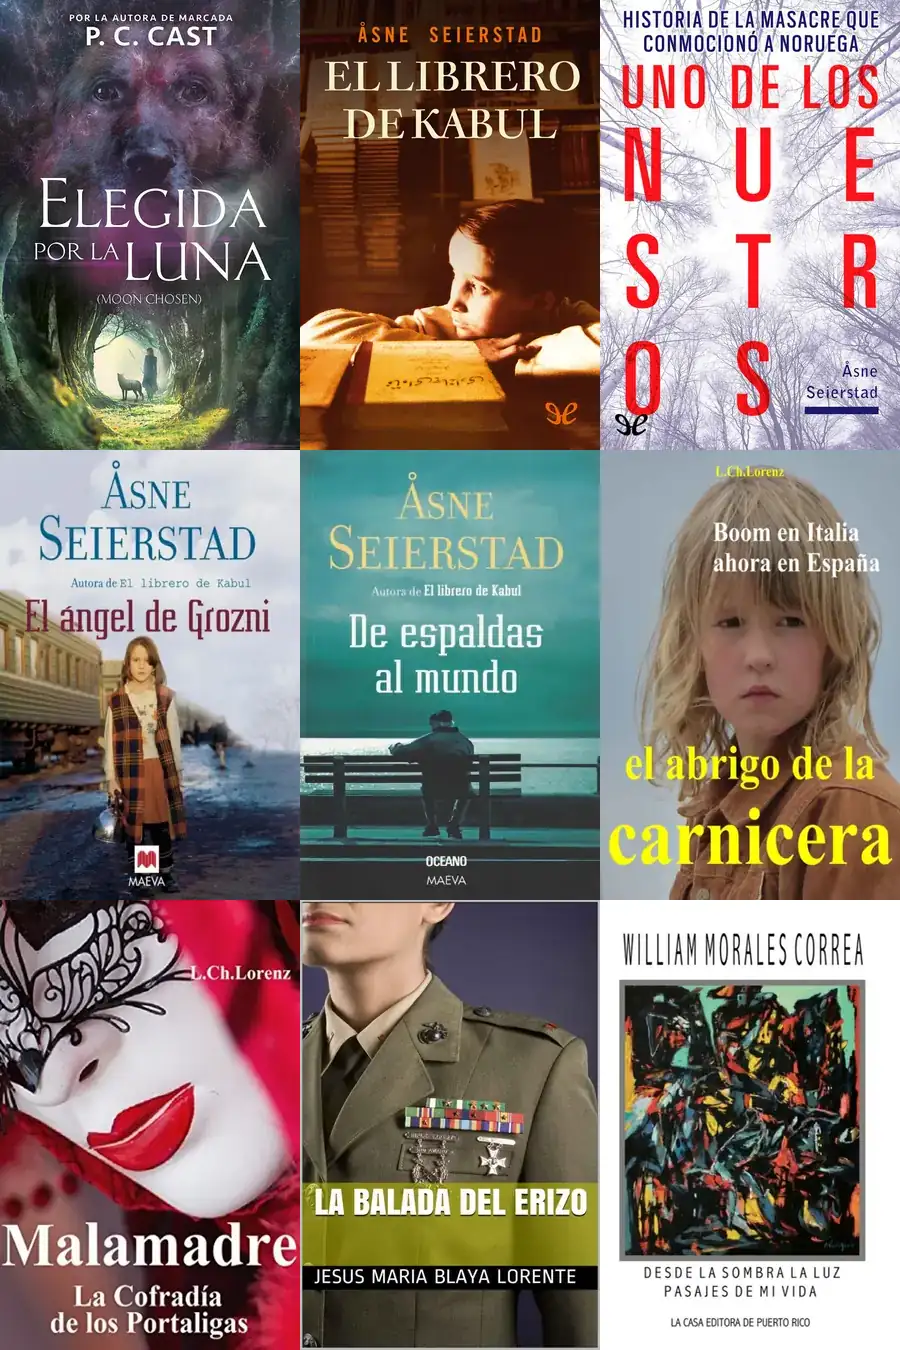 POR LA AUTORA DE MARCADA
P. C. CAST
ELEGIDA
POR LA LUNA
(MOON CHOSEN)
ÅSNE SEIERSTAD
EL LIBRERO
DE KABUL
HISTORIA DE LA MASACRE QUE
CONMOCIONÓ A NORUEGA
UNO DE LOS
NUE
STR
OS
Åsne
Seierstad
ÅSNE
SEIERSTAD
Autora de El librero de Kabul
El ángel de Grozni
MAEVA
ÅSNE
SEIERSTAD
Autora de El librero de Kabul
De espaldas
al mundo
OCEANO
MAEVA
L.Ch.Lorenz
Boom en Italia
ahora en España
el abrigo de la
carnicera
L.Ch.Lorenz
Malamadre
La Cofradía
de los Portaligas
LA BALADA DEL ERIZO
JESUS MARIA BLAYA LORENTE
WILLIAM MORALES CORREA
DESDE LA SOMBRA LA LUZ
PASAJES DE MI VIDA
LA CASA EDITORA DE PUERTO RICO